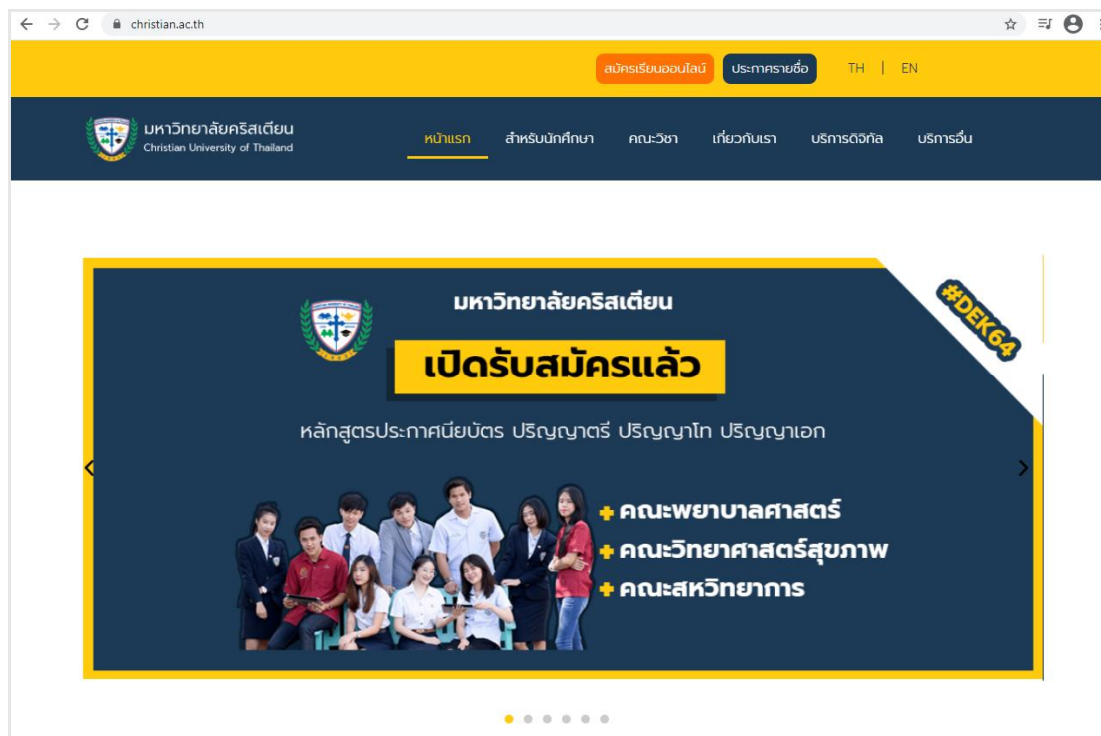 christian.ac.th
สมัครเรียนออนไลน์ ประกาศรายชื่อ TH | EN
มหาวิทยาลัยคริสเตียน
Christian University of Thailand
หน้าแรก สำหรับนักศึกษา คณะวิชา เกี่ยวกับเรา บริการดิจิทัล บริการอื่น
#DEK64
มหาวิทยาลัยคริสเตียน
เปิดรับสมัครแล้ว
หลักสูตรประกาศนียบัตร ปริญญาตรี ปริญญาโท ปริญญาเอก
+ คณะพยาบาลศาสตร์
+ คณะวิทยาศาสตร์สุขภาพ
+ คณะสหวิทยาการ